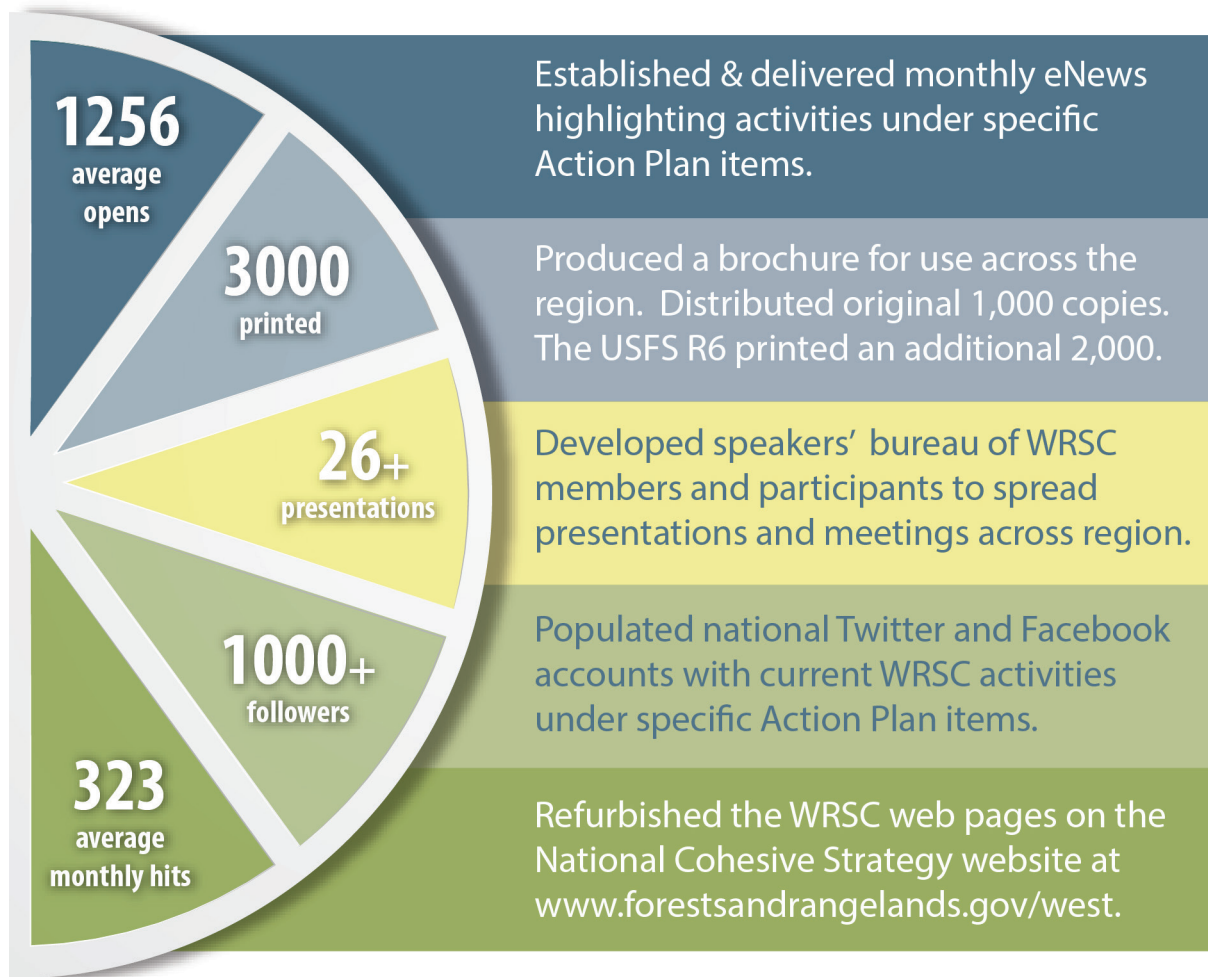 1256
average
opens
Established & delivered monthly eNews
highlighting activities under specific
Action Plan items.
3000
printed
Produced a brochure for use across the
region.  Distributed original 1,000 copies.
The USFS R6 printed an additional 2,000.
26+
presentations
Developed speakers’ bureau of WRSC
members and participants to spread
presentations and meetings across region.
1000+
followers
Populated national Twitter and Facebook
accounts with current WRSC activities
under specific Action Plan items.
323
average
monthly hits
Refurbished the WRSC web pages on the
National Cohesive Strategy website at
www.forestsandrangelands.gov/west.